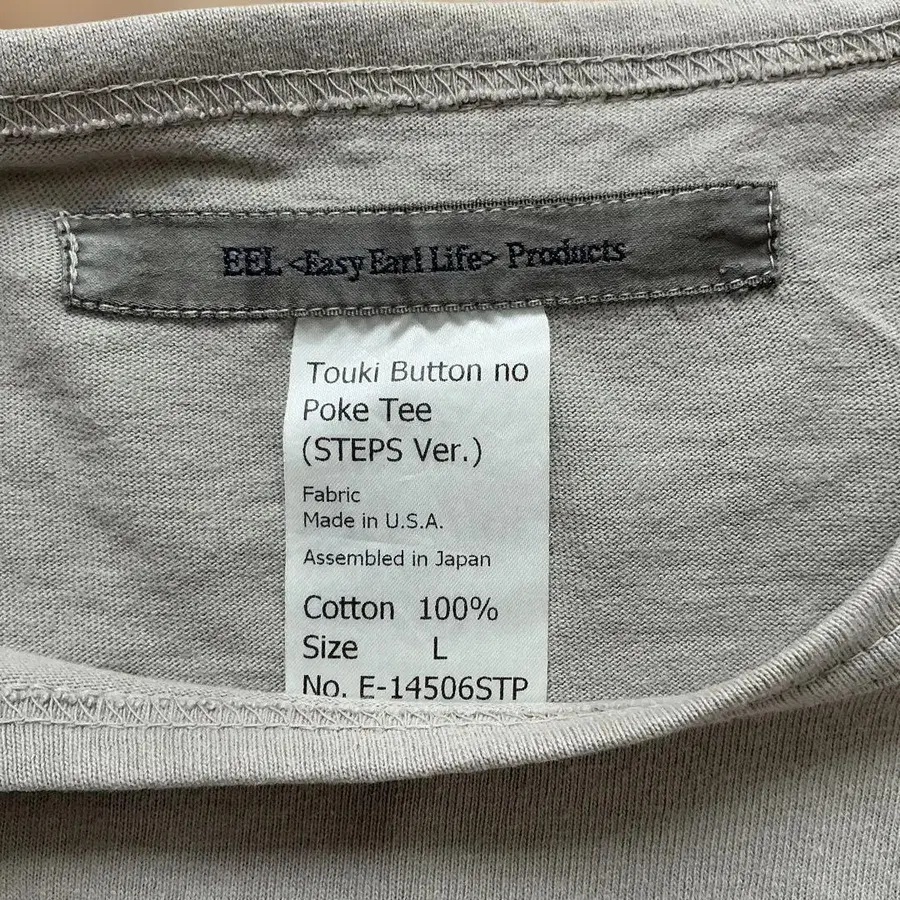 EEL <Easy Earl Life> Products
Touki Button no
Poke Tee
(STEPS Ver.)
Fabric
Made in U.S.A.
Assembled in Japan
Cotton 100%
Size L
No. E-14506STP